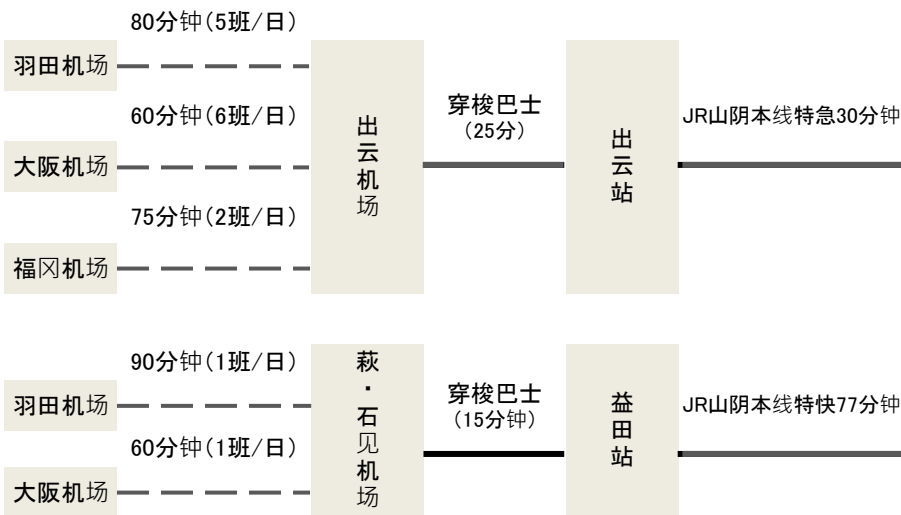 80分钟(5班/日)
羽田机场
60分钟(6班/日)
大阪机场
75分钟(2班/日)
福冈机场
出云机场
穿梭巴士
(25分)
出云站
JR山阴本线特急30分钟
90分钟(1班/日)
羽田机场
60分钟(1班/日)
大阪机场
萩・石见机场
穿梭巴士
(15分钟)
益田站
JR山阴本线特快77分钟